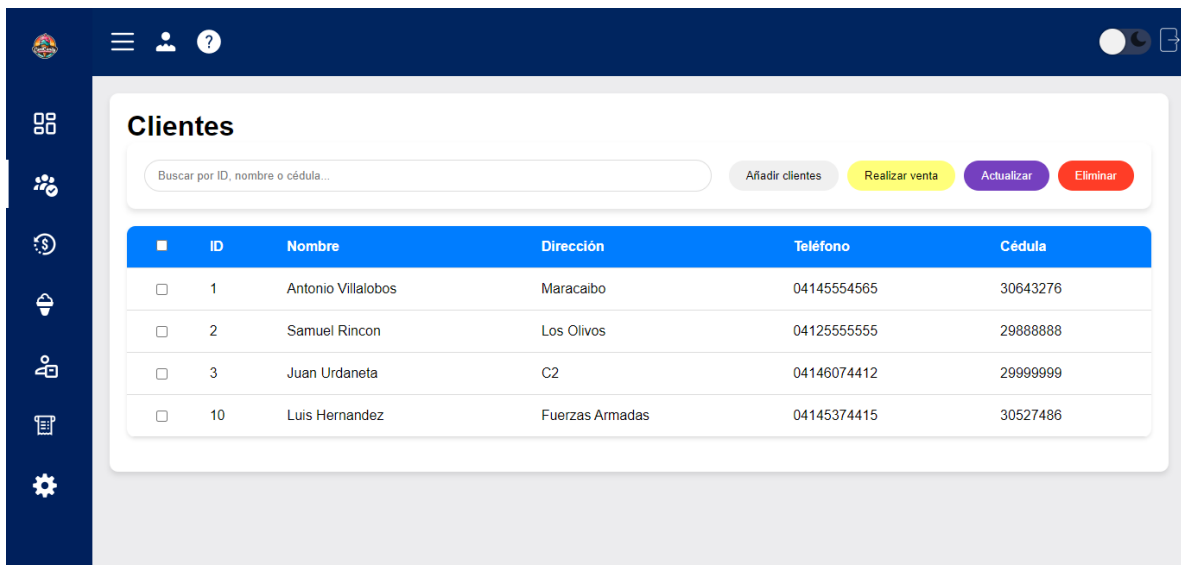 Clientes
Buscar por ID, nombre o cédula... Añadir clientes Realizar venta Actualizar Eliminar
ID Nombre Dirección Teléfono Cédula
1 Antonio Villalobos Maracaibo 04145554565 30643276
2 Samuel Rincon Los Olivos 04125555555 29888888
3 Juan Urdaneta C2 04146074412 29999999
10 Luis Hernandez Fuerzas Armadas 04145374415 30527486